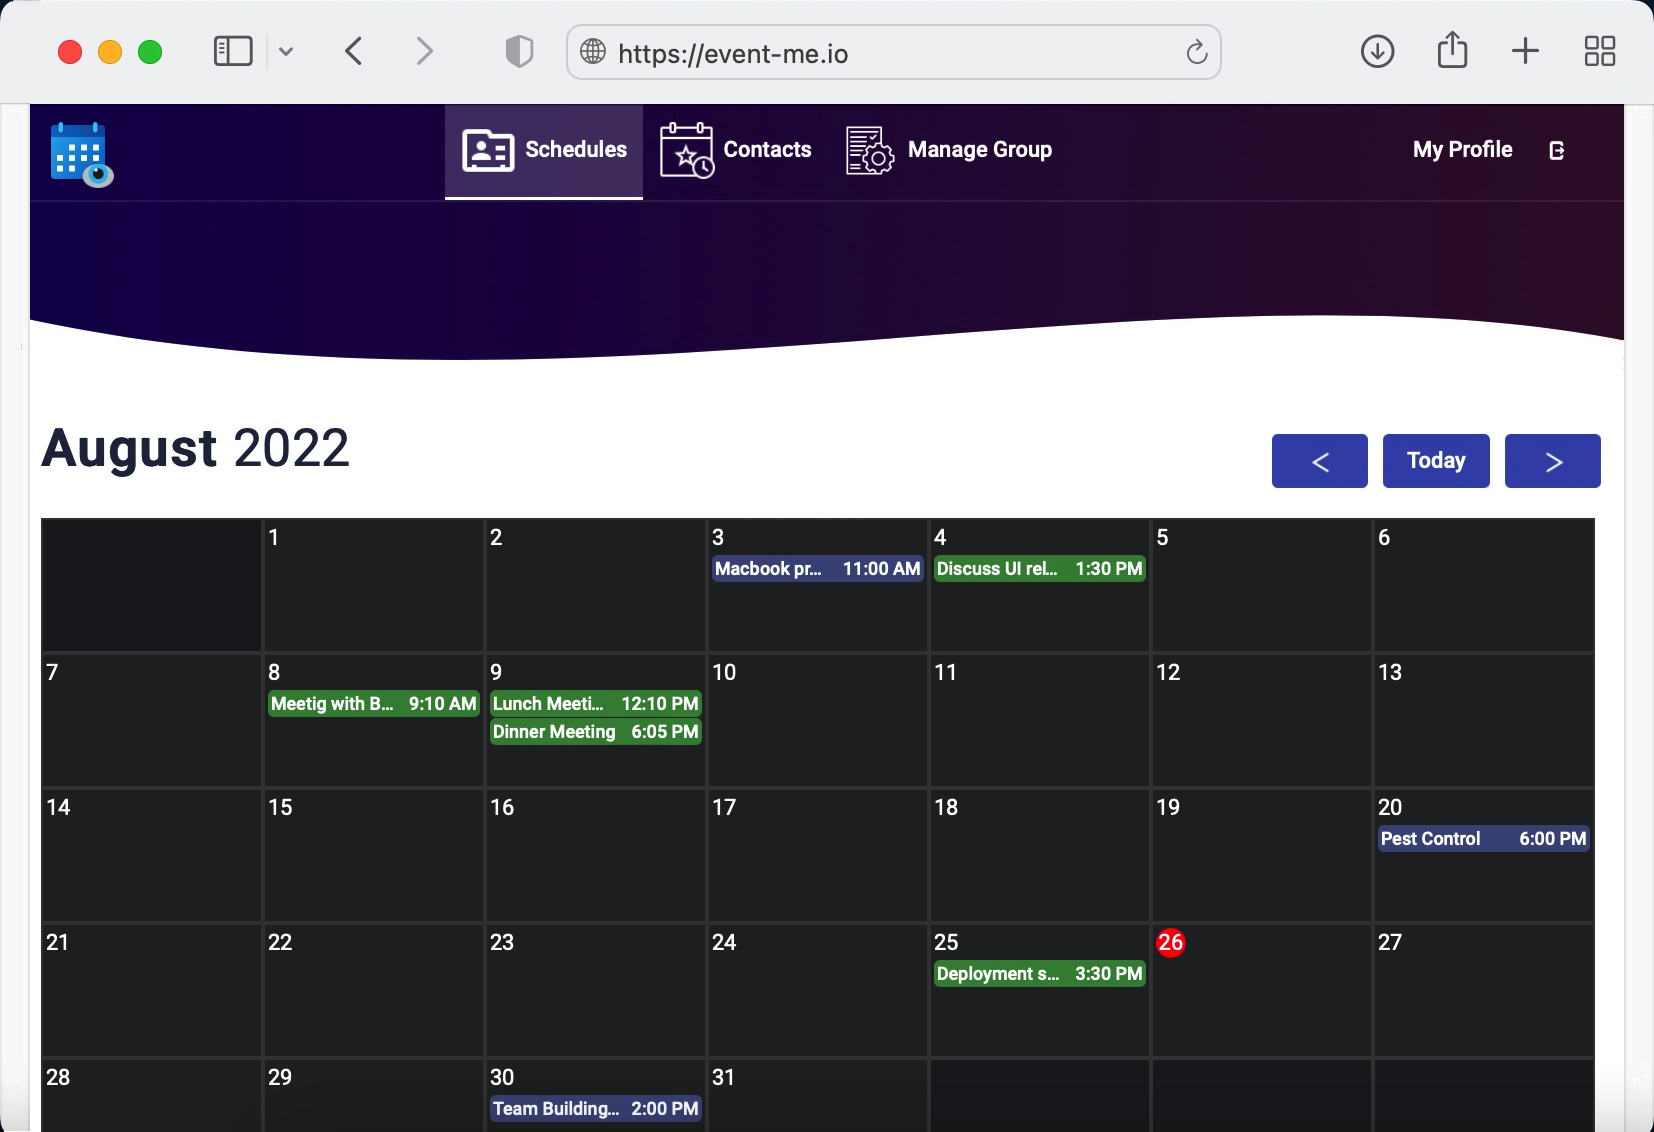 https://event-me.io
Schedules Contacts Manage Group My Profile
August 2022
< Today >
1 2 3 4 5 6
Macbook pr... 11:00 AM Discuss UI rel... 1:30 PM
7 8 9 10 11 12 13
Meetig with B... 9:10 AM Lunch Meeti... 12:10 PM
Dinner Meeting 6:05 PM
14 15 16 17 18 19 20
Pest Control 6:00 PM
21 22 23 24 25 26 27
Deployment s... 3:30 PM
28 29 30 31
Team Building... 2:00 PM